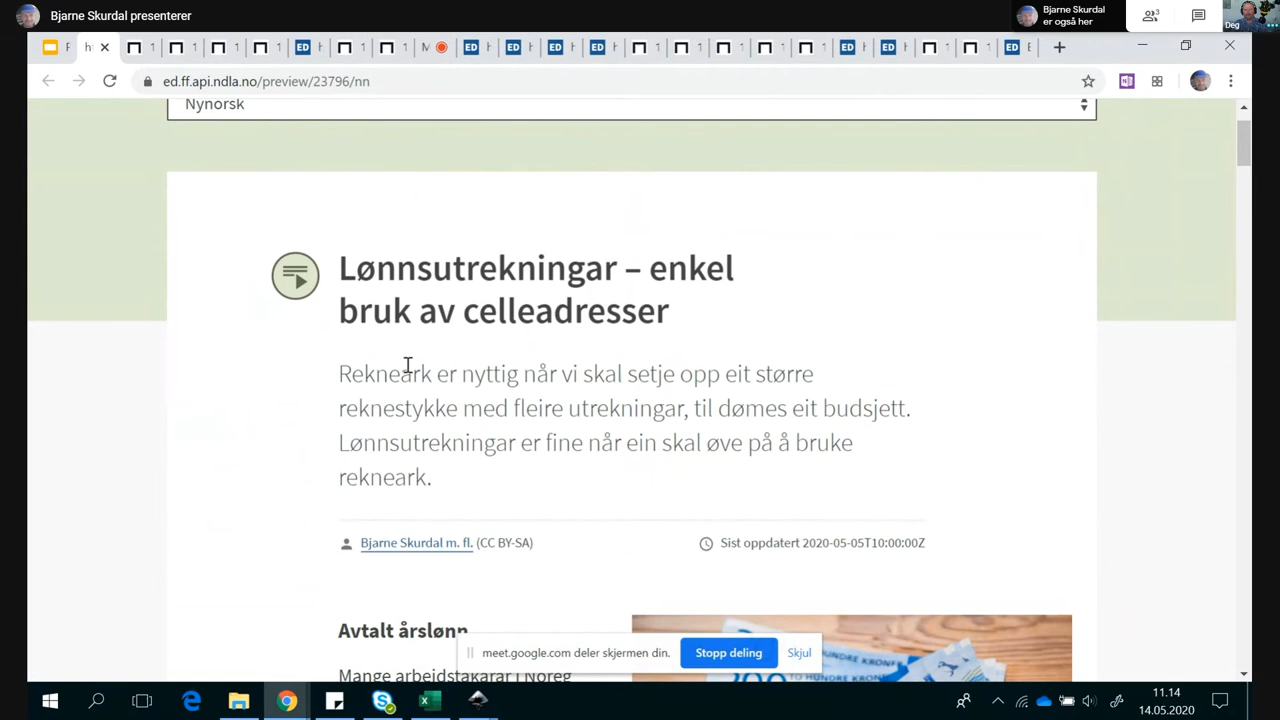 Bjarne Skurdal presenterer
Bjarne Skurdal
er også her
3
Deg
ed.ff.api.ndla.no/preview/23796/nn
Nynorsk
Lønnsutrekningar – enkel
bruk av celleadresser
Rekneark er nyttig når vi skal setje opp eit større
reknestykke med fleire utrekningar, til dømes eit budsjett.
Lønnsutrekningar er fine når ein skal øve på å bruke
rekneark.
Bjarne Skurdal m. fl. (CC BY-SA)
Sist oppdatert 2020-05-05T10:00:00Z
Avtalt årslønn
Mange arbeidstakarar i Noreg
meet.google.com deler skjermen din.
Stopp deling
Skjul
11.14
14.05.2020